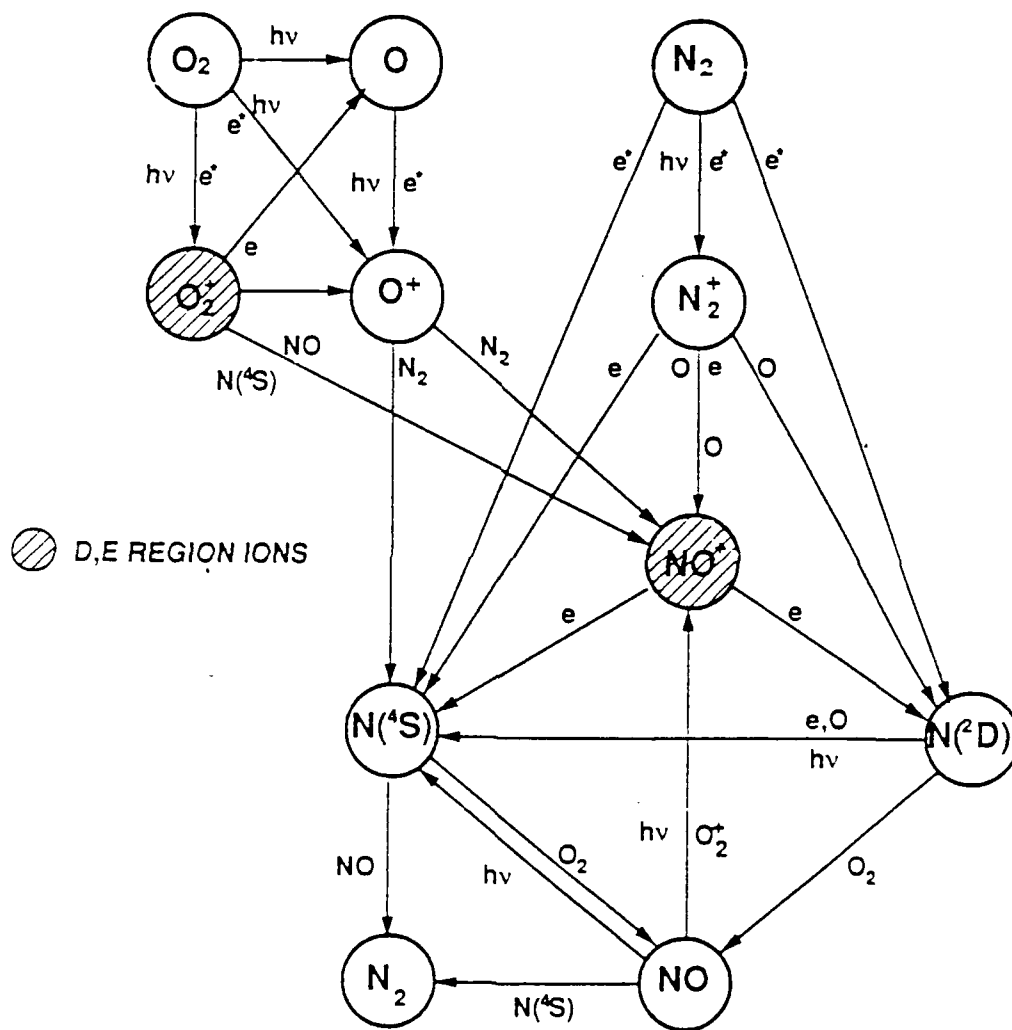 hν
O₂
O
N₂
hν
e*
hν e*
hν e*
e*
hν e*
e*
e
O₂⁺
O⁺
N₂⁺
NO
N(⁴S)
N₂
N₂
e
O e
O
O
NO⁺
D,E REGION IONS
e
e
N(⁴S)
e,O
hν
N(²D)
NO
O₂
hν
hν
O₂⁺
O₂
N₂
N(⁴S)
NO